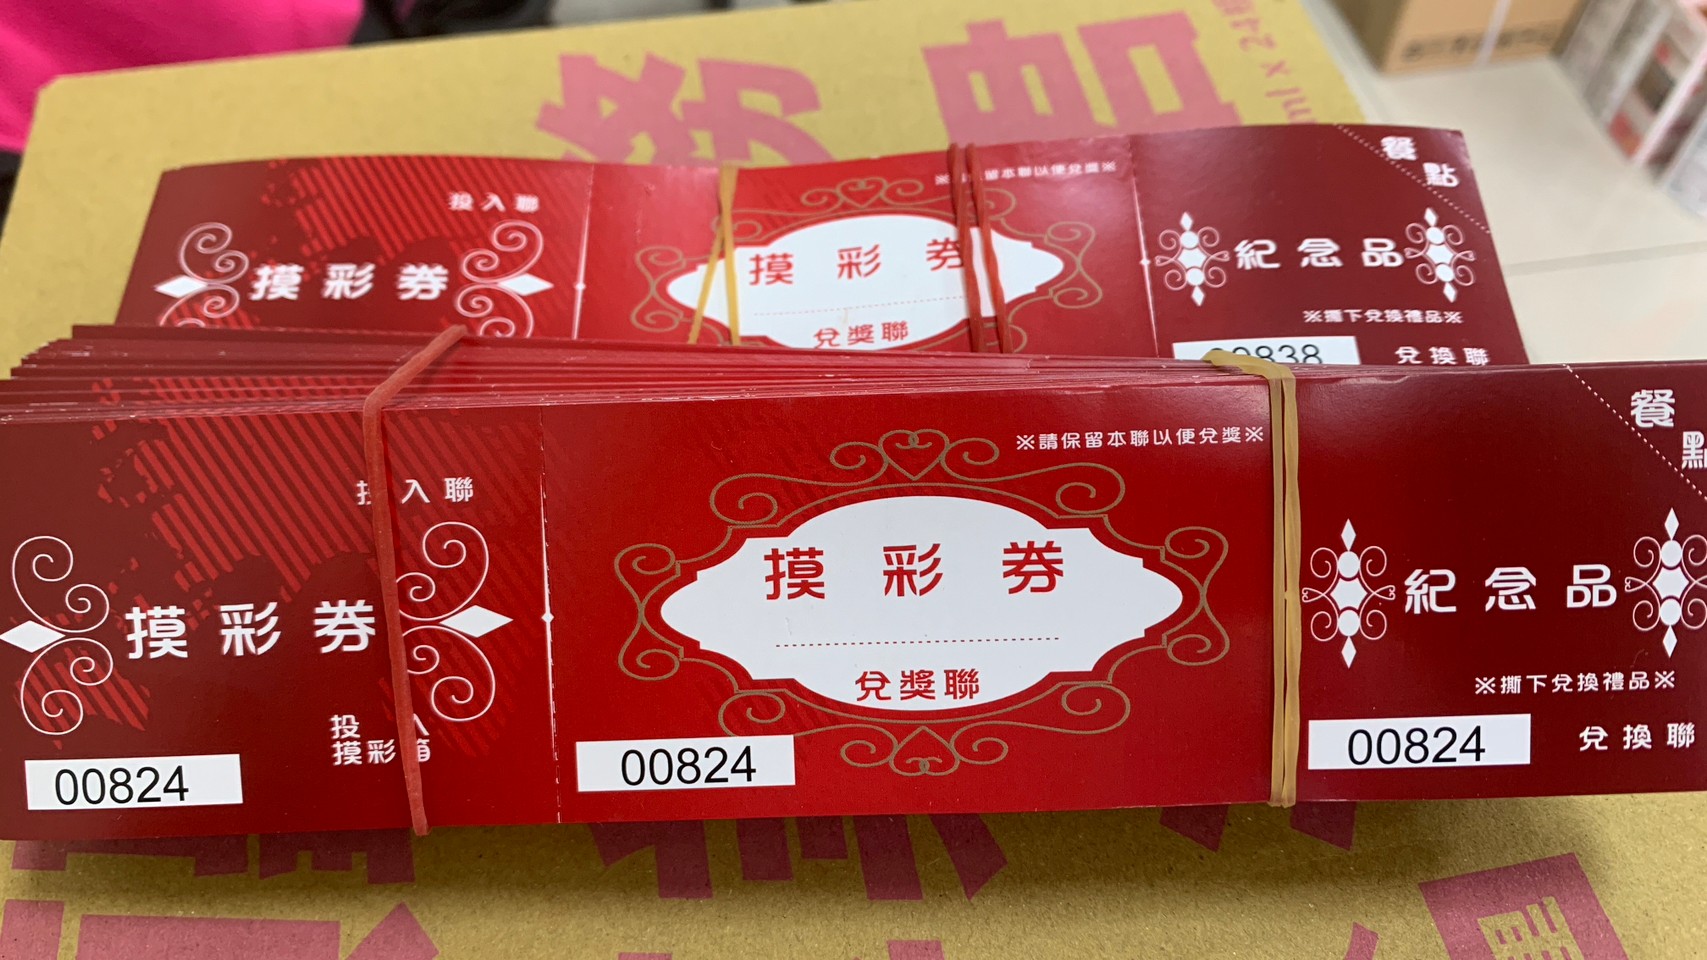 投入聯
摸彩券
※留本聯以便兌獎※
摸彩券
兌獎聯
餐點
紀念品
※撕下兌換禮品※
兌換聯
入聯
摸彩券
投
摸彩
00824
※請保留本聯以便兌獎※
摸彩券
兌獎聯
00824
餐點
紀念品
※撕下兌換禮品※
00824
兌換聯